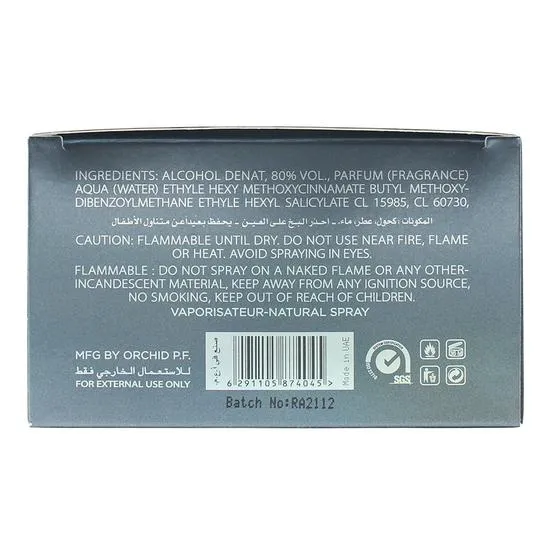 INGREDIENTS: ALCOHOL DENAT, 80% VOL., PARFUM (FRAGRANCE)
AQUA (WATER) ETHYLE HEXY METHOXYCINNAMATE BUTYL METHOXY-
DIBENZOYLMETHANE ETHYLE HEXYL SALICYLATE CL 15985, CL 60730,
المكونات: كحول، عطر، ماء. - احذر البخ على العين - يحفظ بعيدا عن متناول الأطفال
CAUTION: FLAMMABLE UNTIL DRY. DO NOT USE NEAR FIRE, FLAME
OR HEAT. AVOID SPRAYING IN EYES.
FLAMMABLE : DO NOT SPRAY ON A NAKED FLAME OR ANY OTHER-
INCANDESCENT MATERIAL, KEEP AWAY FROM ANY IGNITION SOURCE,
NO SMOKING, KEEP OUT OF REACH OF CHILDREN.
VAPORISATEUR-NATURAL SPRAY
MFG BY ORCHID P.F.
للاستعمال الخارجي فقط
FOR EXTERNAL USE ONLY
صنع في أ.ع.م.
6 291105 874045 >
Made in UAE
SGS
Batch No:RA2112